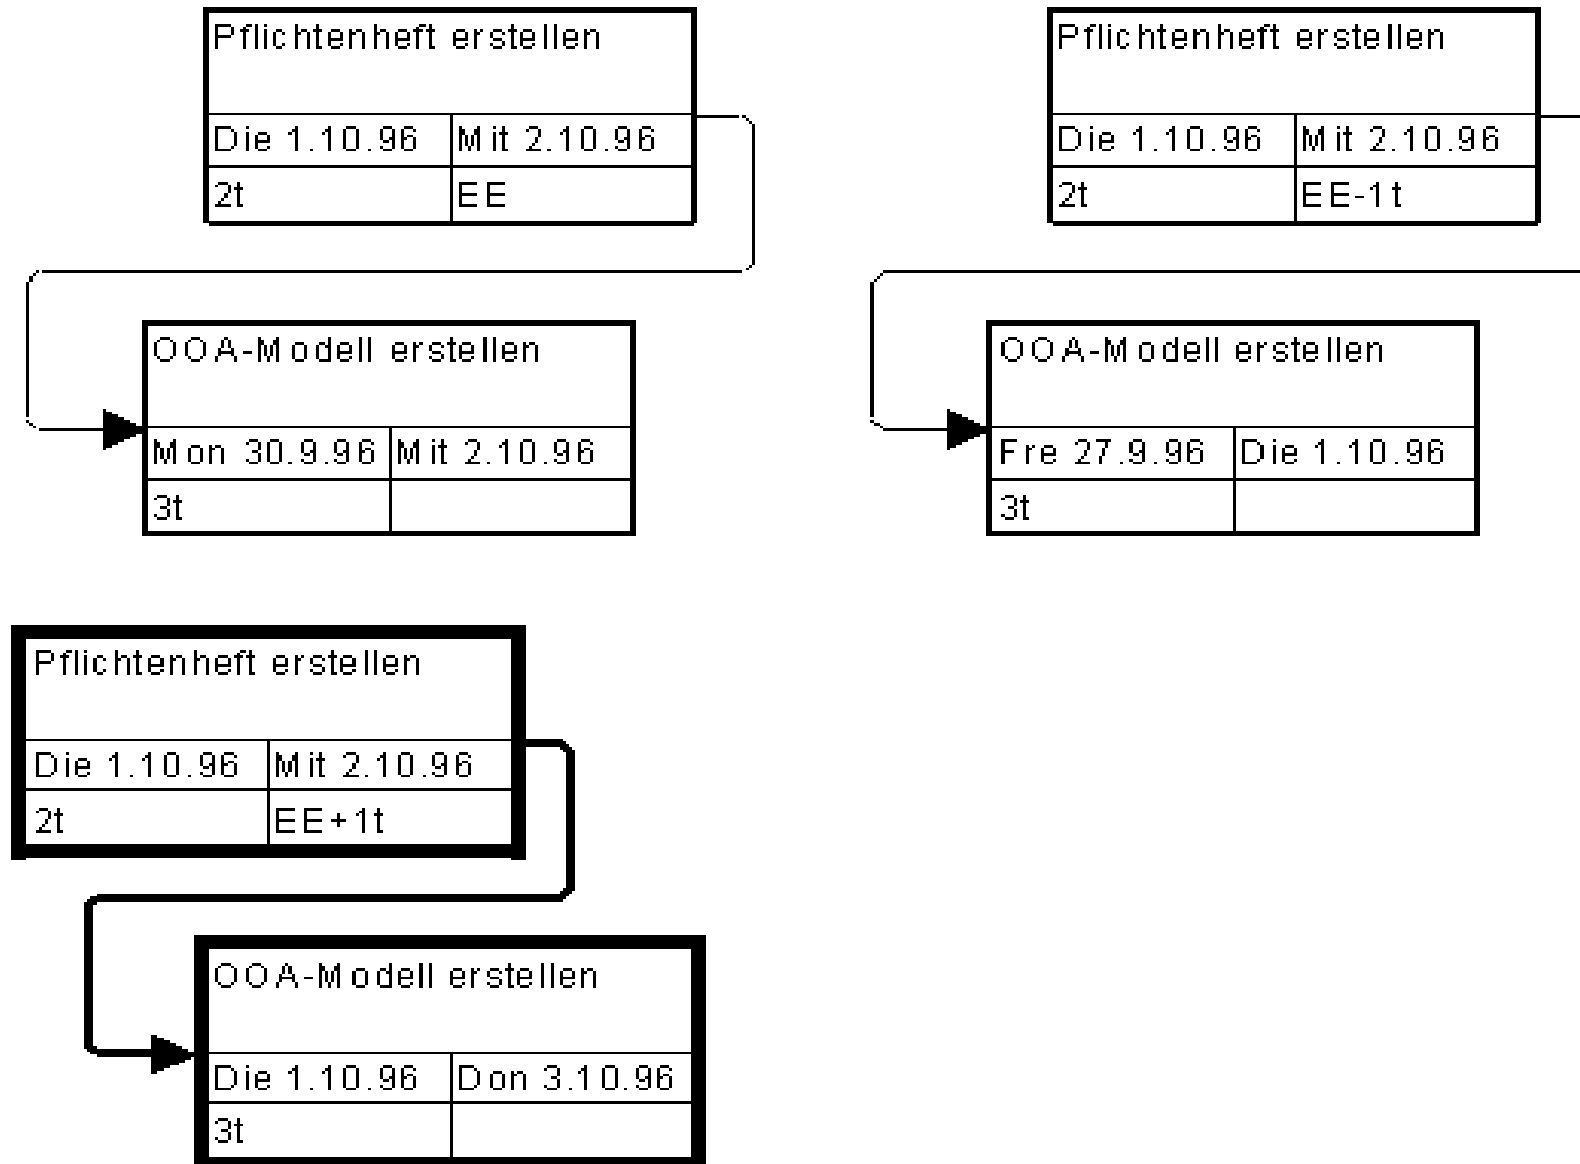 Pflichtenheft erstellen
Die 1.10.96 Mit 2.10.96
2t EE
OOA-Modell erstellen
Mon 30.9.96 Mit 2.10.96
3t
Pflichtenheft erstellen
Die 1.10.96 Mit 2.10.96
2t EE-1t
OOA-Modell erstellen
Fre 27.9.96 Die 1.10.96
3t
Pflichtenheft erstellen
Die 1.10.96 Mit 2.10.96
2t EE+1t
OOA-Modell erstellen
Die 1.10.96 Don 3.10.96
3t